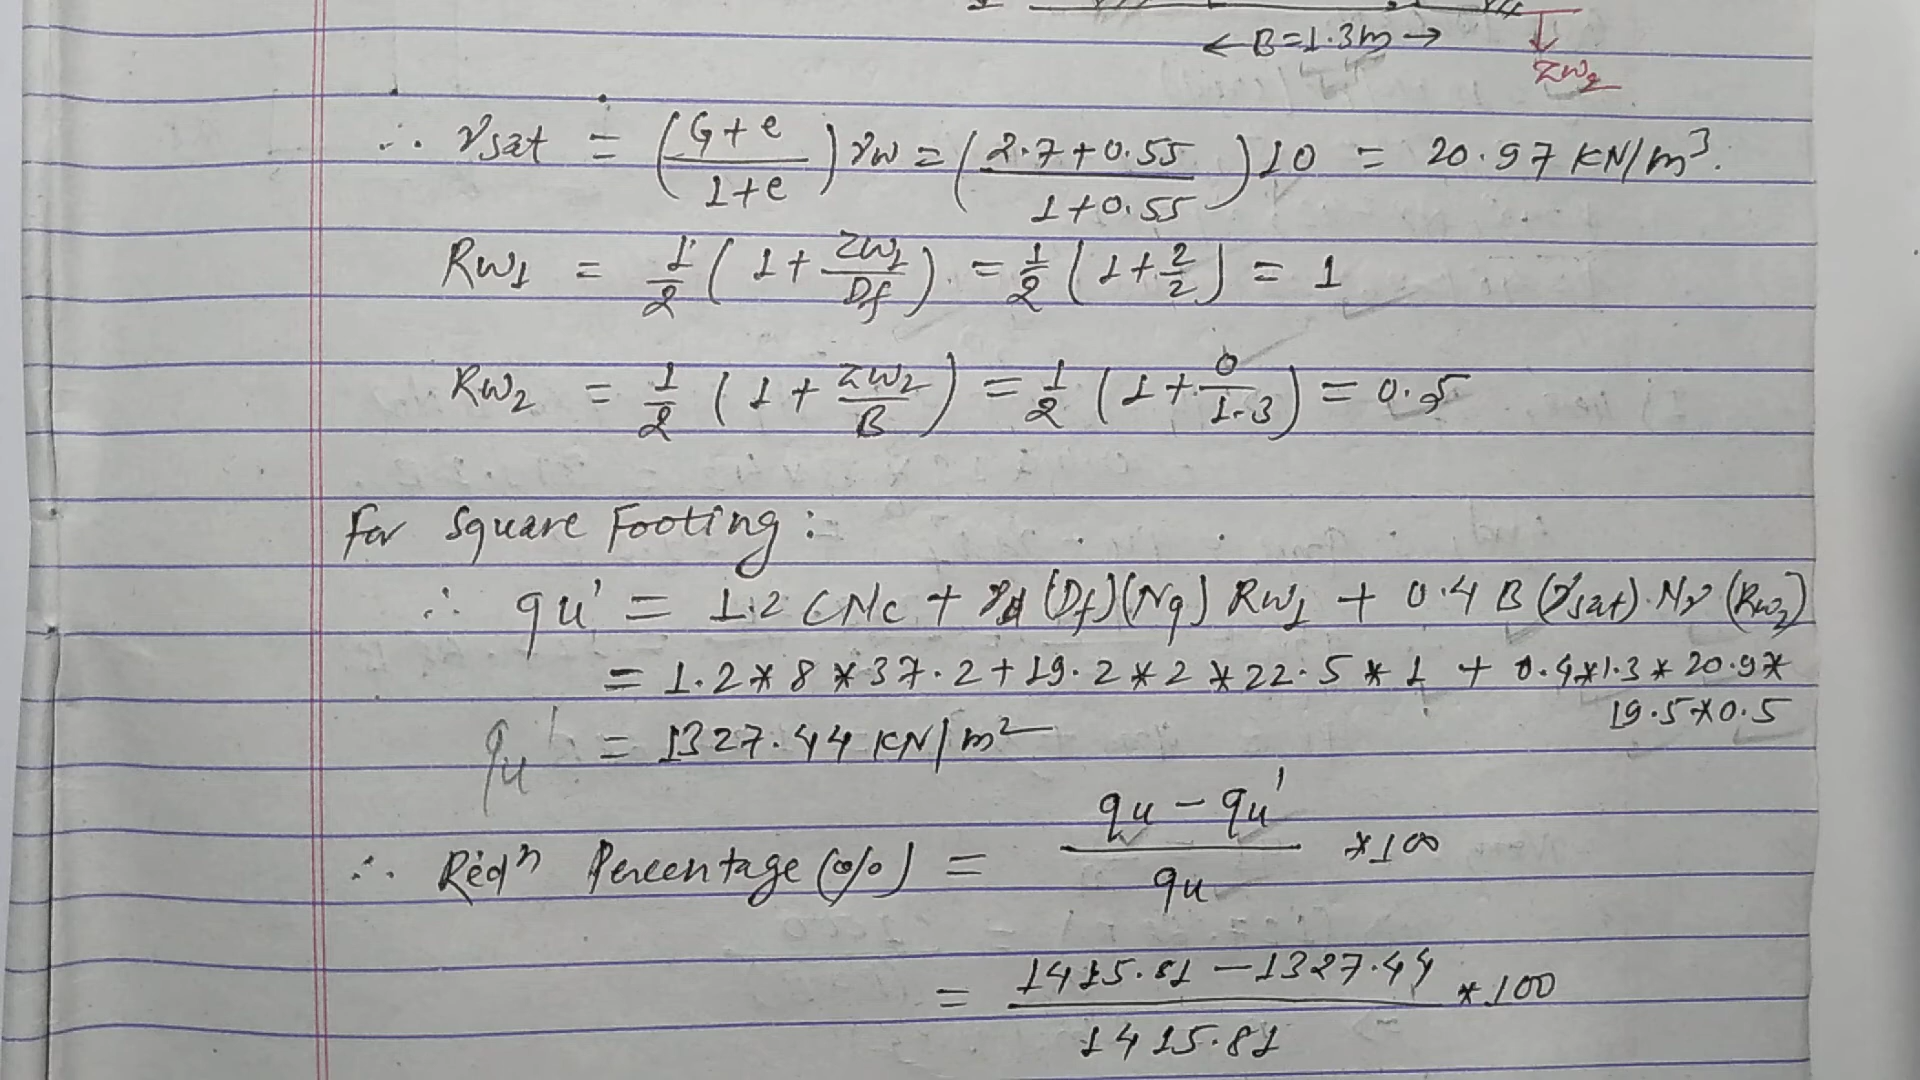 ← B=1.3m →
Zw₂
∴ γsat = (G+e / 1+e) γw = (2.7+0.55 / 1+0.55) 10 = 20.97 KN/m³.
Rw₁ = 1/2 (1 + Zw₁/Df) = 1/2 (1+2/2) = 1
Rw₂ = 1/2 (1 + Zw₂/B) = 1/2 (1+0/1.3) = 0.5
For Square Footing :
∴ qu' = 1.2 CNc + γd (Df)(Nq) Rw₁ + 0.4 B (γsat).Nγ (Rw₂)
= 1.2*8*37.2+19.2*2*22.5*1 + 0.4*1.3*20.97*
19.5*0.5
qu' = 1327.44 KN/m²
∴ Redⁿ Percentage (%) = qu - qu' / qu *100
= 1415.81 - 1327.44 / 1415.81 *100